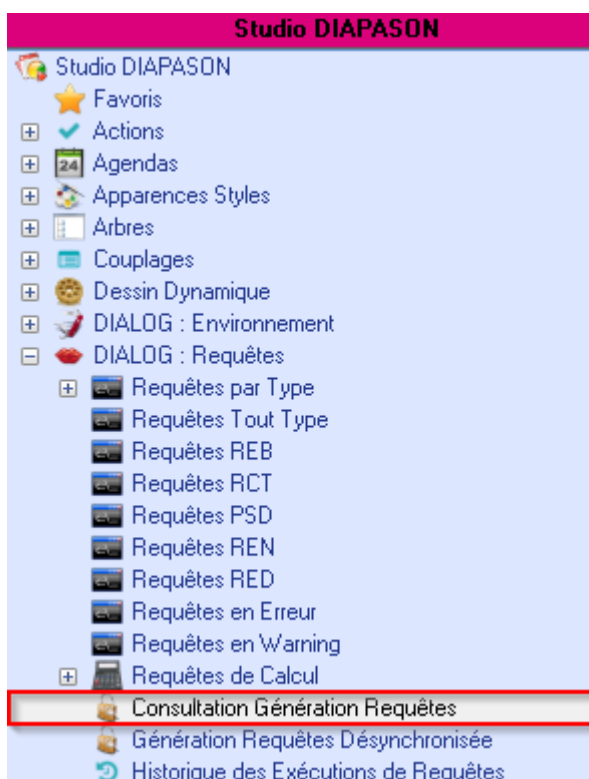 Studio DIAPASON
Studio DIAPASON
Favoris
Actions
24 Agendas
Apparences Styles
Arbres
Couplages
Dessin Dynamique
DIALOG : Environnement
DIALOG : Requêtes
Requêtes par Type
Requêtes Tout Type
Requêtes REB
Requêtes RCT
Requêtes PSD
Requêtes REN
Requêtes RED
Requêtes en Erreur
Requêtes en Warning
Requêtes de Calcul
Consultation Génération Requêtes
Génération Requêtes Désynchronisée
Historique des Exécutions de Requêtes